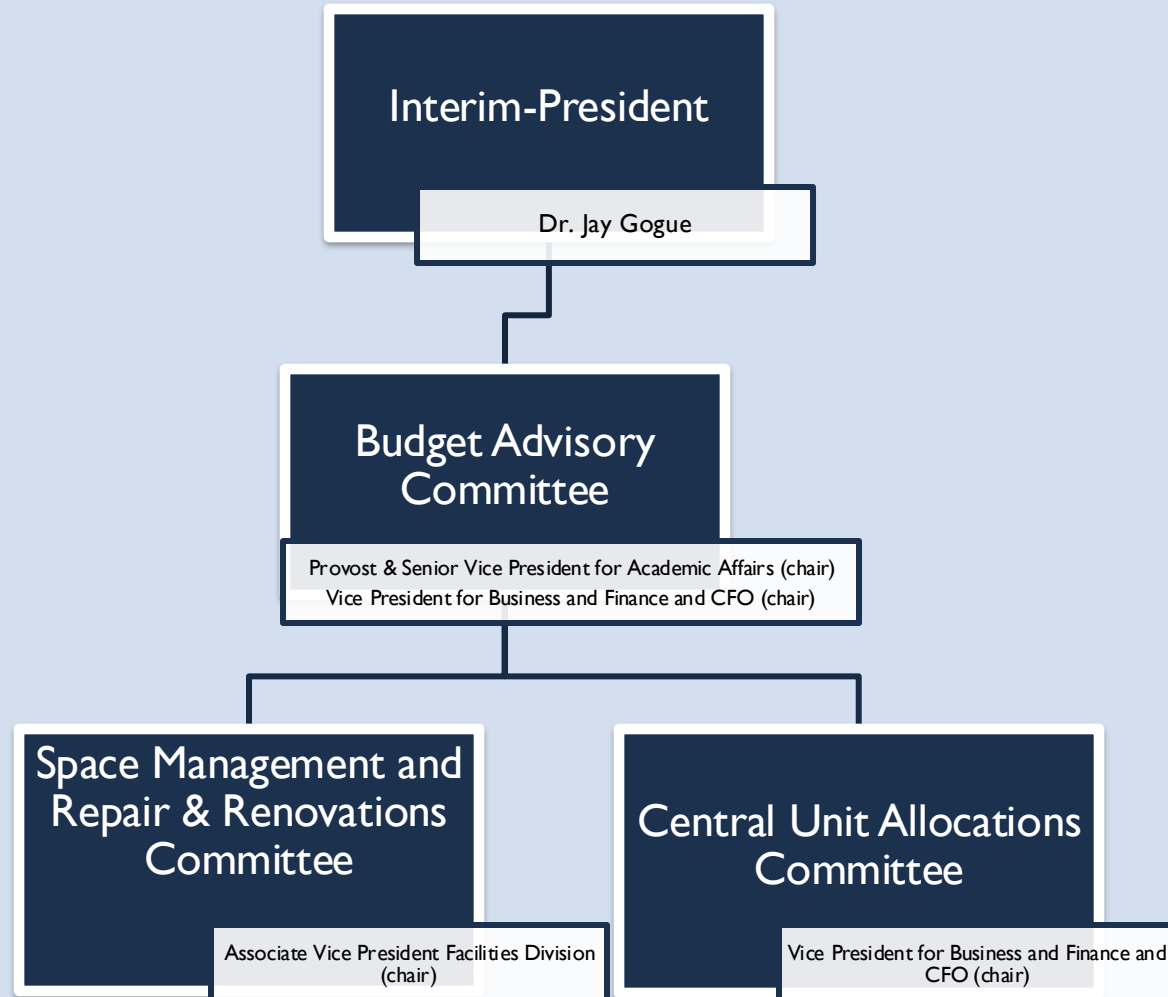 Interim-President
Dr. Jay Gogue
Budget Advisory
Committee
Provost & Senior Vice President for Academic Affairs (chair)
Vice President for Business and Finance and CFO (chair)
Space Management and
Repair & Renovations
Committee
Associate Vice President Facilities Division
(chair)
Central Unit Allocations
Committee
Vice President for Business and Finance and
CFO (chair)